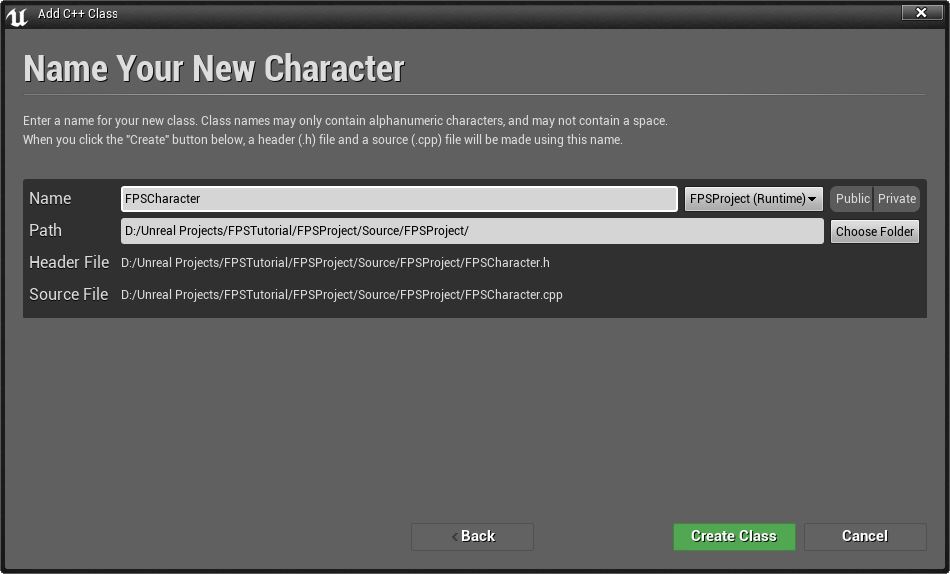 Add C++ Class
Name Your New Character
Enter a name for your new class. Class names may only contain alphanumeric characters, and may not contain a space.
When you click the "Create" button below, a header (.h) file and a source (.cpp) file will be made using this name.
Name FPSCharacter FPSProject (Runtime) Public Private
Path D:/Unreal Projects/FPSTutorial/FPSProject/Source/FPSProject/ Choose Folder
Header File D:/Unreal Projects/FPSTutorial/FPSProject/Source/FPSProject/FPSCharacter.h
Source File D:/Unreal Projects/FPSTutorial/FPSProject/Source/FPSProject/FPSCharacter.cpp
< Back Create Class Cancel